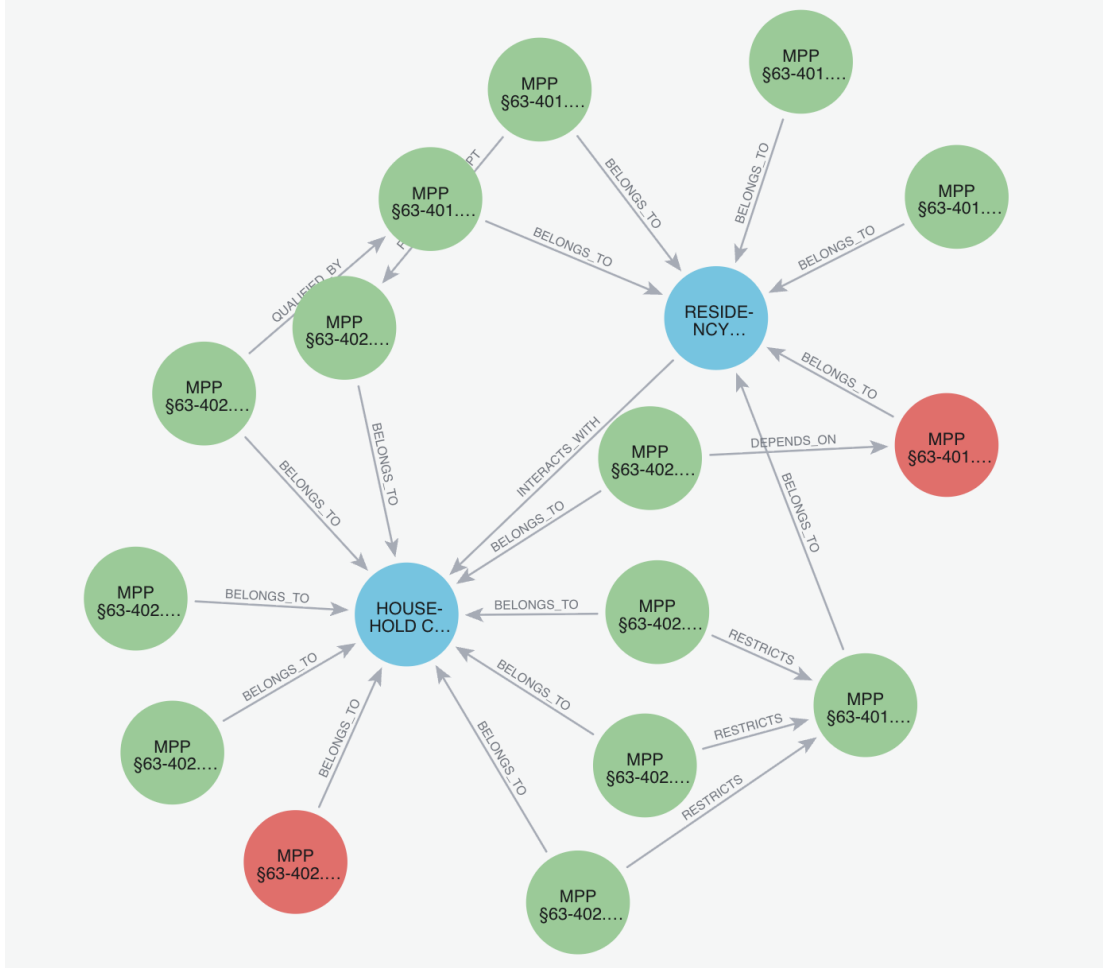 MPP
§63-401....
MPP
§63-401....
PT
BELONGS_TO
BELONGS_TO
MPP
§63-401....
MPP
§63-401....
BELONGS_TO
BELONGS_TO
QUALIFIED_BY
RESIDE-
NCY...
MPP
§63-402....
MPP
§63-402....
BELONGS_TO
MPP
§63-401....
INTERACTS_WITH
MPP
§63-402....
DEPENDS_ON
BELONGS_TO
BELONGS_TO
BELONGS_TO
BELONGS_TO
MPP
§63-402....
BELONGS_TO
HOUSE-
HOLD C...
BELONGS_TO
MPP
§63-402....
RESTRICTS
BELONGS_TO
BELONGS_TO
MPP
§63-401....
MPP
§63-402....
BELONGS_TO
BELONGS_TO
MPP
§63-402....
RESTRICTS
RESTRICTS
MPP
§63-402....
MPP
§63-402....